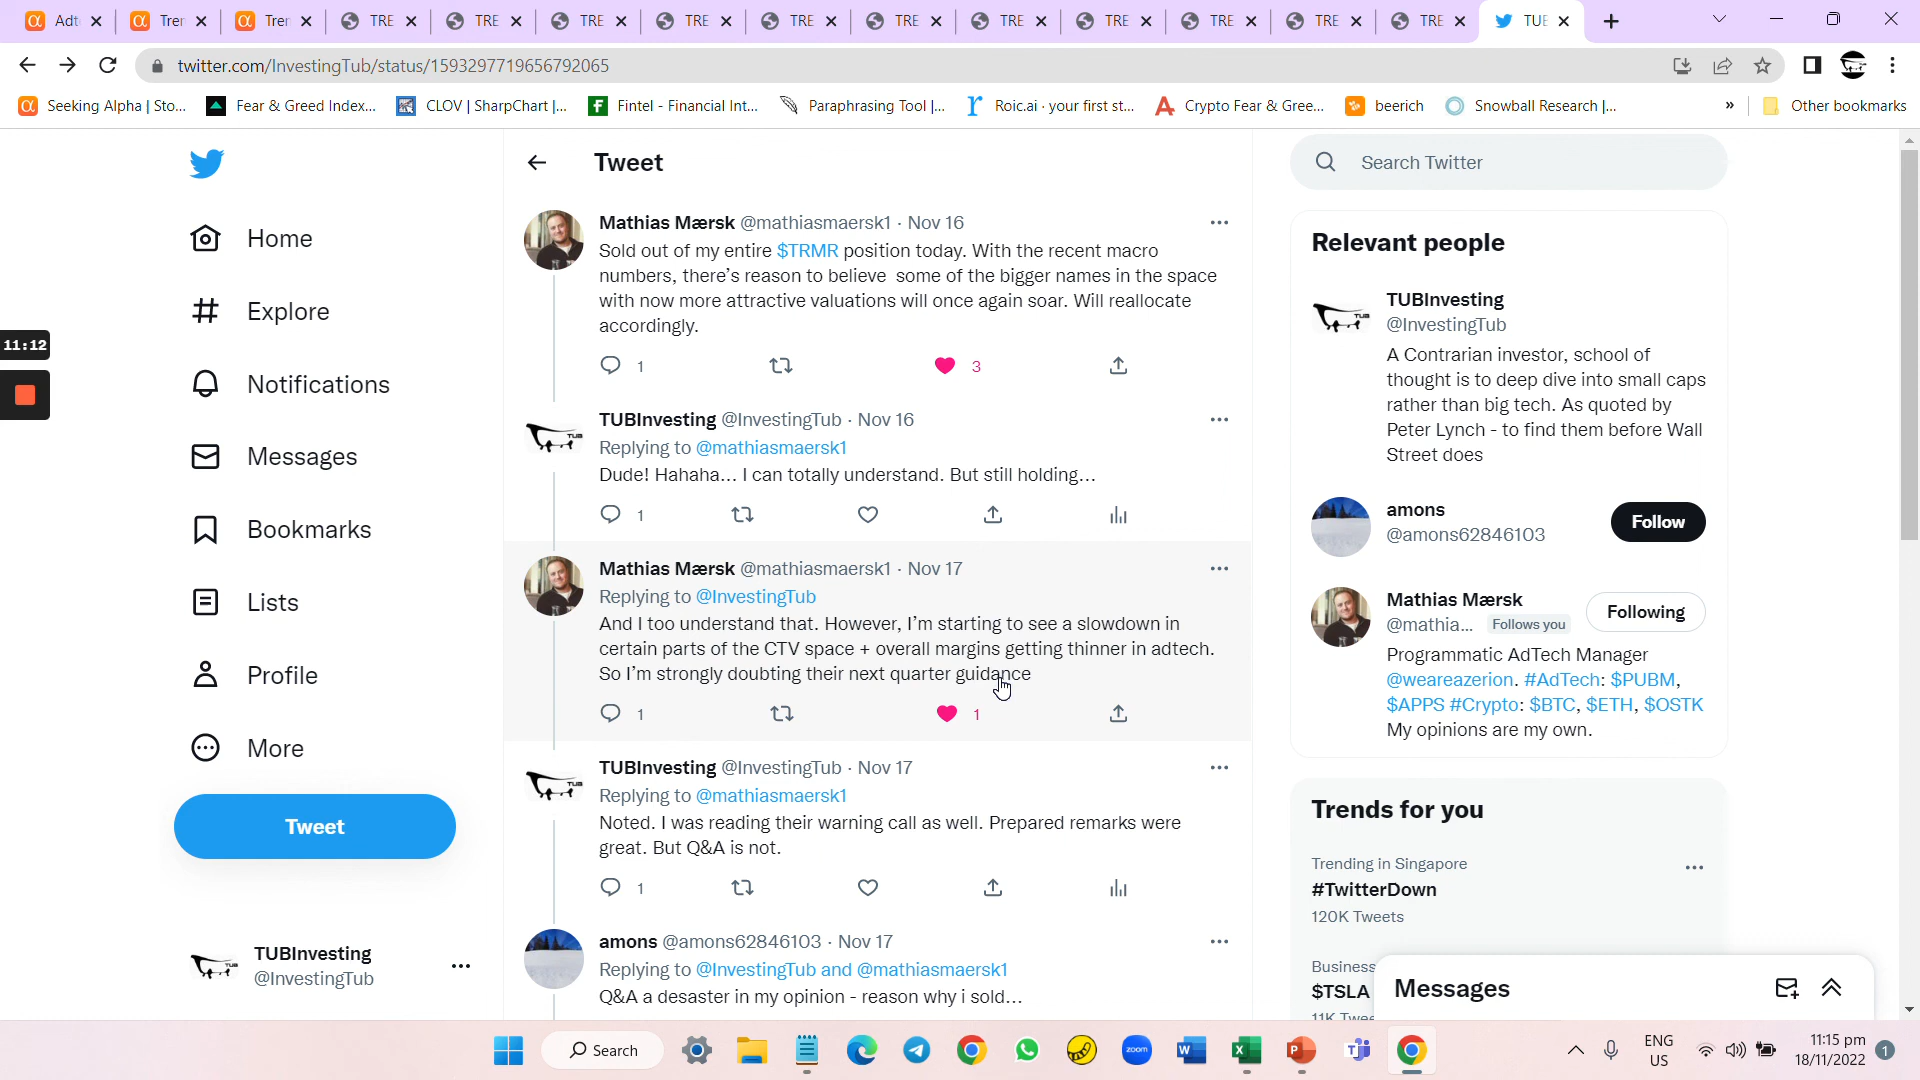 Adt
Trer
Trer
TRE
TRE
TRE
TRE
TRE
TRE
TRE
TRE
TRE
TRE
TRE
TUE
twitter.com/InvestingTub/status/1593297719656792065
Seeking Alpha | Sto...
Fear & Greed Index...
CLOV | SharpChart |...
Fintel - Financial Int...
Paraphrasing Tool |...
Roic.ai · your first st...
Crypto Fear & Gree...
beerich
Snowball Research |...
»
Other bookmarks
11:12
Home
Explore
Notifications
Messages
Bookmarks
Lists
Profile
More
Tweet
TUBInvesting
@InvestingTub
Tweet
Mathias Mærsk @mathiasmaersk1 · Nov 16
Sold out of my entire $TRMR position today. With the recent macro
numbers, there's reason to believe some of the bigger names in the space
with now more attractive valuations will once again soar. Will reallocate
accordingly.
1
3
TUBInvesting @InvestingTub · Nov 16
Replying to @mathiasmaersk1
Dude! Hahaha... I can totally understand. But still holding...
1
Mathias Mærsk @mathiasmaersk1 · Nov 17
Replying to @InvestingTub
And I too understand that. However, I'm starting to see a slowdown in
certain parts of the CTV space + overall margins getting thinner in adtech.
So I'm strongly doubting their next quarter guidance
1
1
TUBInvesting @InvestingTub · Nov 17
Replying to @mathiasmaersk1
Noted. I was reading their warning call as well. Prepared remarks were
great. But Q&A is not.
1
amons @amons62846103 · Nov 17
Replying to @InvestingTub and @mathiasmaersk1
Q&A a desaster in my opinion - reason why i sold...
Search Twitter
Relevant people
TUBInvesting
@InvestingTub
A Contrarian investor, school of
thought is to deep dive into small caps
rather than big tech. As quoted by
Peter Lynch - to find them before Wall
Street does
amons
@amons62846103
Follow
Mathias Mærsk
@mathia... Follows you
Following
Programmatic AdTech Manager
@weareazerion. #AdTech: $PUBM,
$APPS #Crypto: $BTC, $ETH, $OSTK
My opinions are my own.
Trends for you
Trending in Singapore
#TwitterDown
120K Tweets
Business
$TSLA
Messages
Search
zoom
ENG
US
11:15 pm
18/11/2022
1